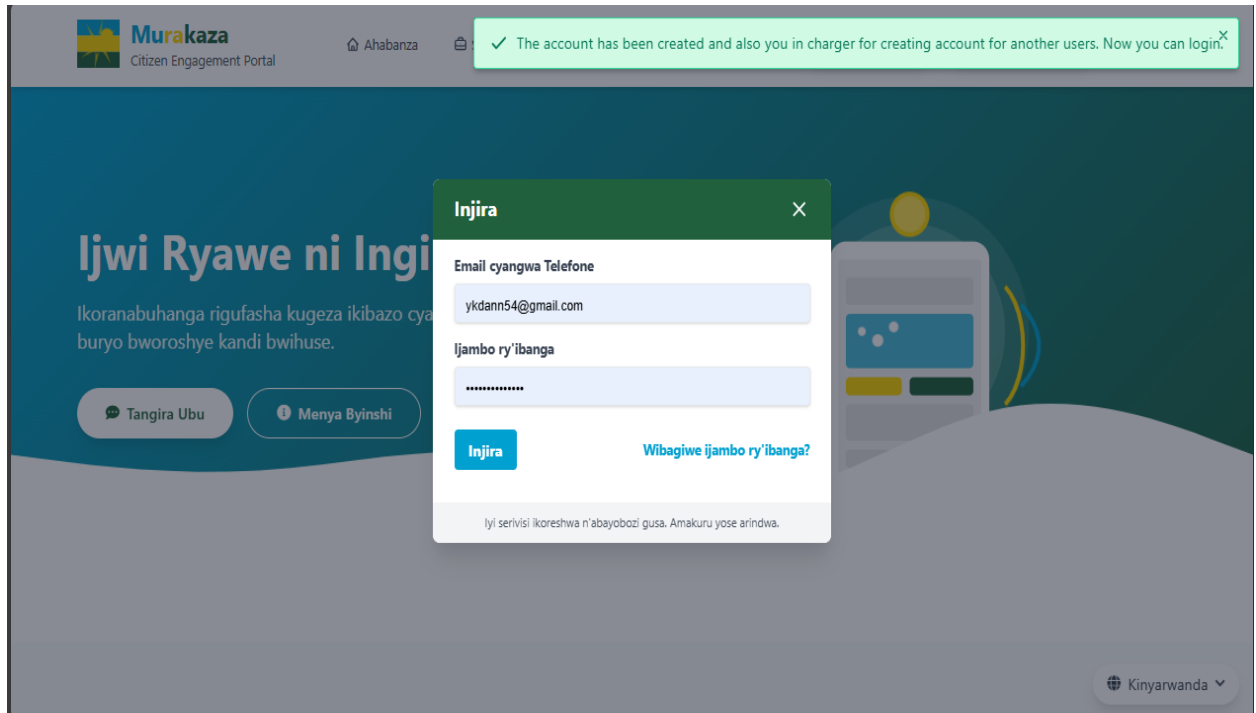 Murakaza
Citizen Engagement Portal
Ahabanza
The account has been created and also you in charger for creating account for another users. Now you can login.
Ijwi Ryawe ni Ingi
Ikoranabuhanga rigufasha kugeza ikibazo cya
buryo bworoshye kandi bwihuse.
Tangira Ubu
Menya Byinshi
Injira
Email cyangwa Telefone
ykdann54@gmail.com
Ijambo ry'ibanga
••••••••••••••
Injira
Wibagiwe ijambo ry'ibanga?
Iyi serivisi ikoreshwa n'abayobozi gusa. Amakuru yose arindwa.
Kinyarwanda